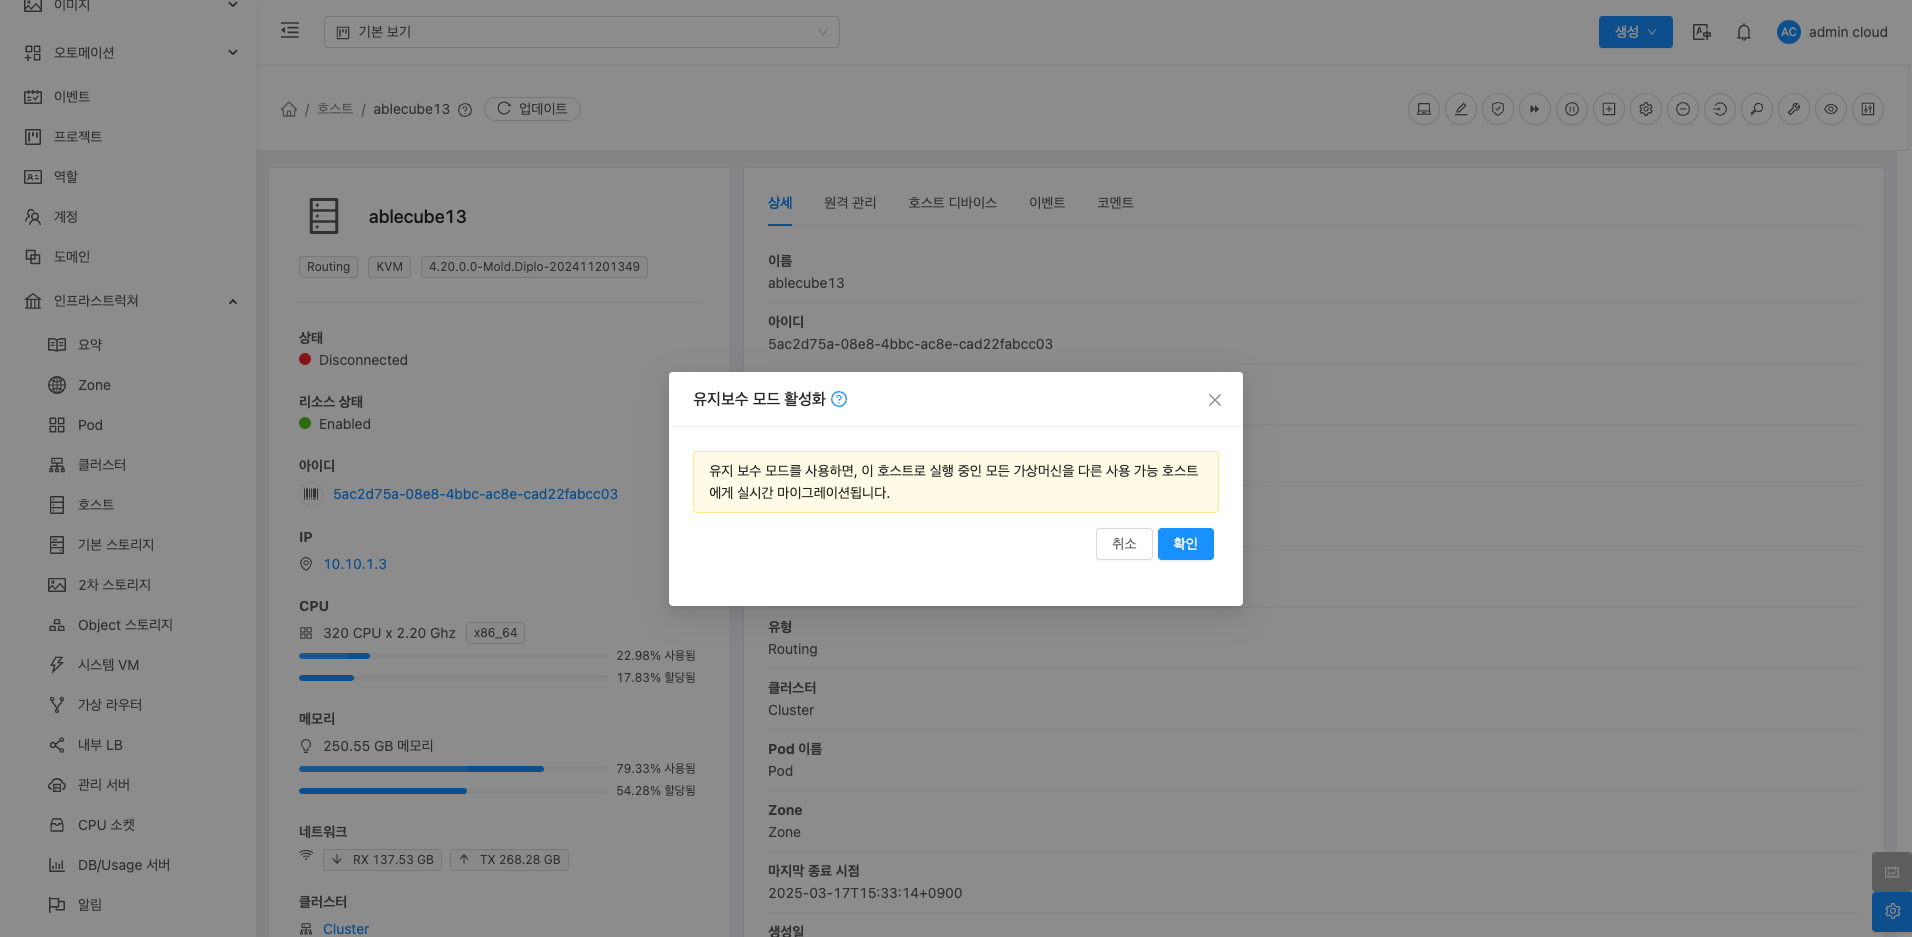 이미지
오토메이션
이벤트
프로젝트
역할
계정
도메인
인프라스트럭쳐
요약
Zone
Pod
클러스터
호스트
기본 스토리지
2차 스토리지
Object 스토리지
시스템 VM
가상 라우터
내부 LB
관리 서버
CPU 소켓
DB/Usage 서버
알림
기본 보기
생성
AC admin cloud
/ 호스트 / ablecube13 업데이트
ablecube13
Routing KVM 4.20.0.0-Mold.Diplo-202411201349
상태
Disconnected
리소스 상태
Enabled
아이디
5ac2d75a-08e8-4bbc-ac8e-cad22fabcc03
IP
10.10.1.3
CPU
320 CPU x 2.20 Ghz x86_64
22.98% 사용됨
17.83% 할당됨
메모리
250.55 GB 메모리
79.33% 사용됨
54.28% 할당됨
네트워크
RX 137.53 GB TX 268.28 GB
클러스터
Cluster
상세 원격 관리 호스트 디바이스 이벤트 코멘트
이름
ablecube13
아이디
5ac2d75a-08e8-4bbc-ac8e-cad22fabcc03
유지보수 모드 활성화
유지 보수 모드를 사용하면, 이 호스트로 실행 중인 모든 가상머신을 다른 사용 가능 호스트
에게 실시간 마이그레이션됩니다.
취소 확인
유형
Routing
클러스터
Cluster
Pod 이름
Pod
Zone
Zone
마지막 종료 시점
2025-03-17T15:33:14+0900
생성일